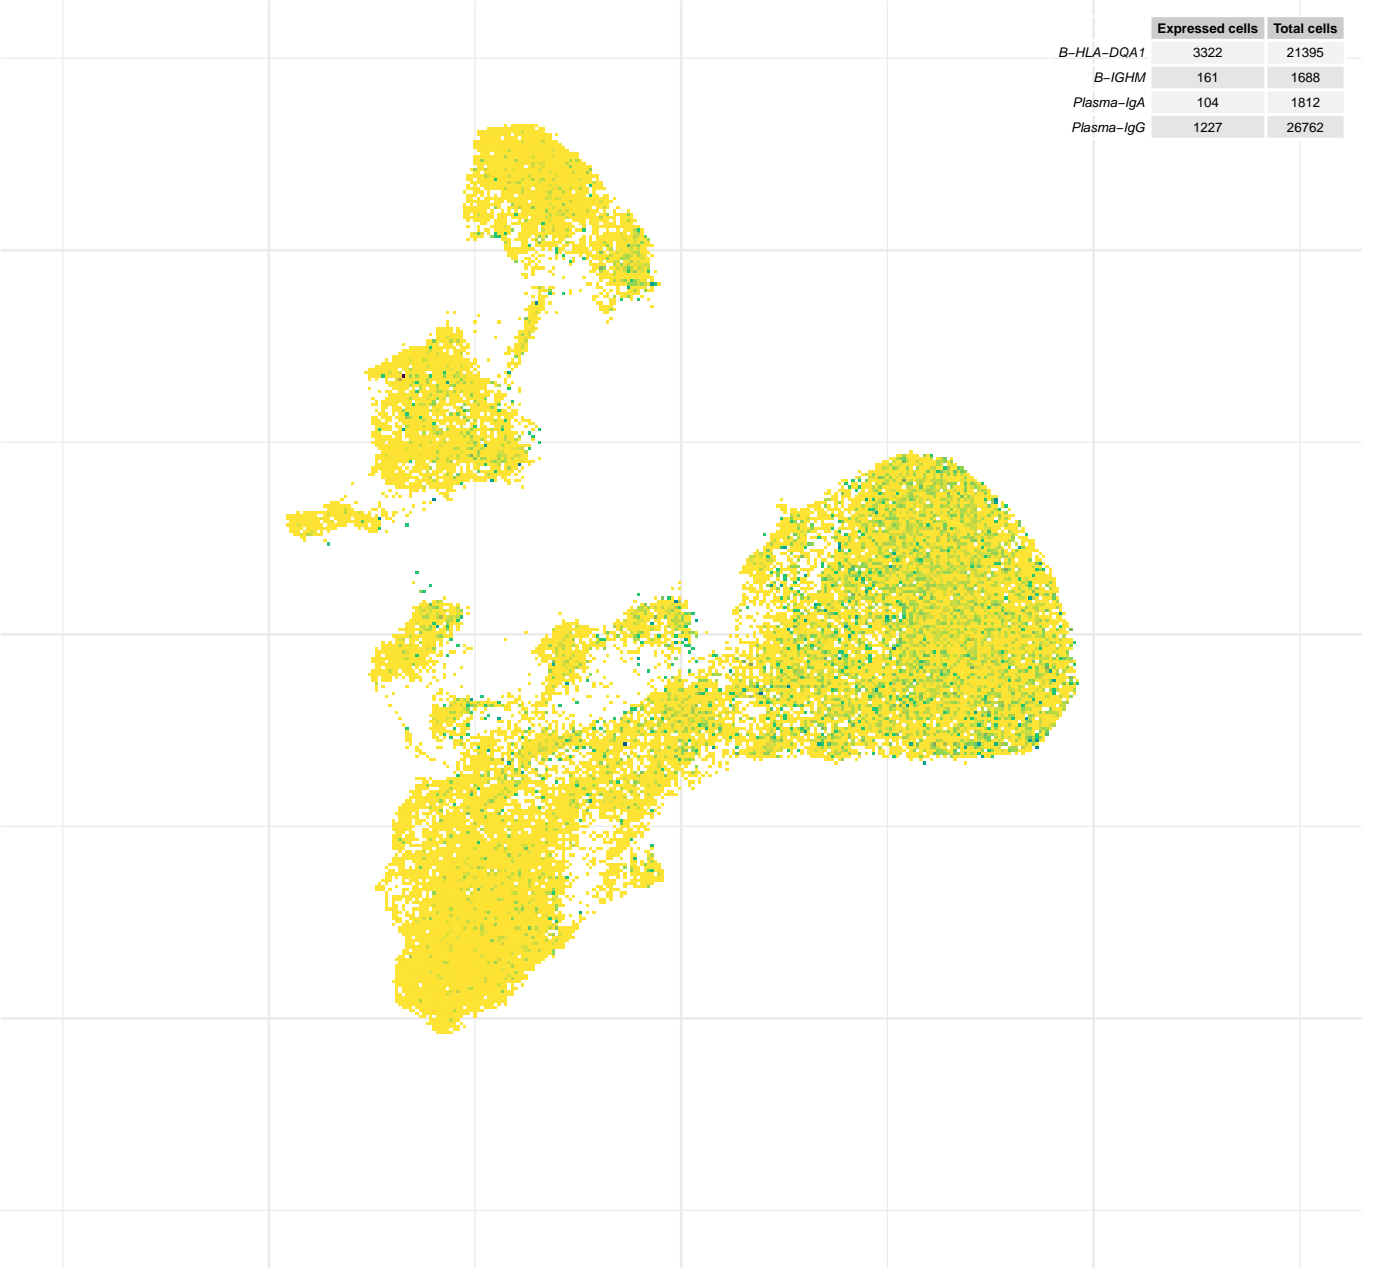 Expressed cells Total cells
B−HLA−DQA1 3322 21395
B−IGHM 161 1688
Plasma−IgA 104 1812
Plasma−IgG 1227 26762